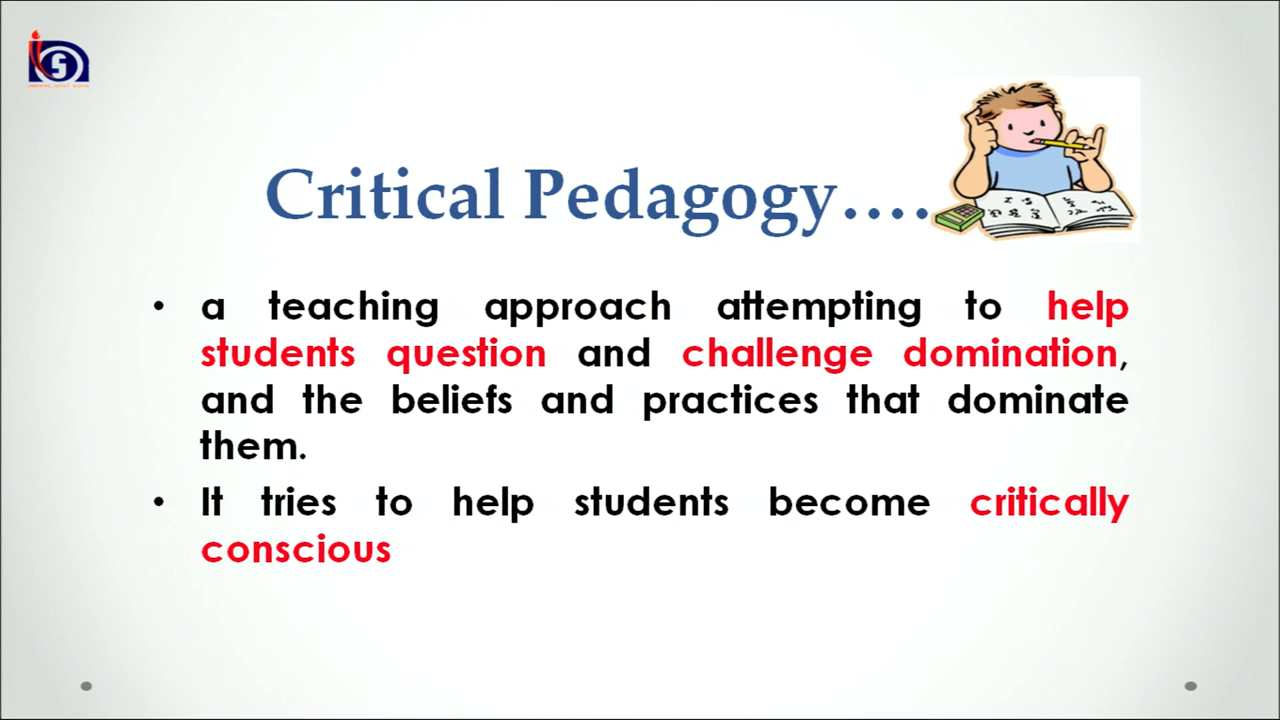 Critical Pedagogy....
• a teaching approach attempting to help
students question and challenge domination,
and the beliefs and practices that dominate
them.
• It tries to help students become critically
conscious